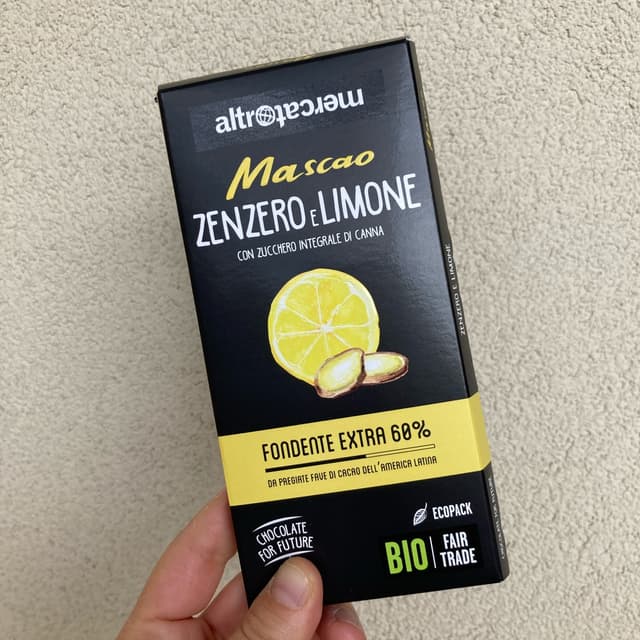 altromercato
Mascao
ZENZERO E LIMONE
CON ZUCCHERO INTEGRALE DI CANNA
FONDENTE EXTRA 60%
DA PREGIATE FAVE DI CACAO DELL'AMERICA LATINA
CHOCOLATE
FOR FUTURE
ECOPACK
BIO
FAIR
TRADE
ZENZERO E LIMONE